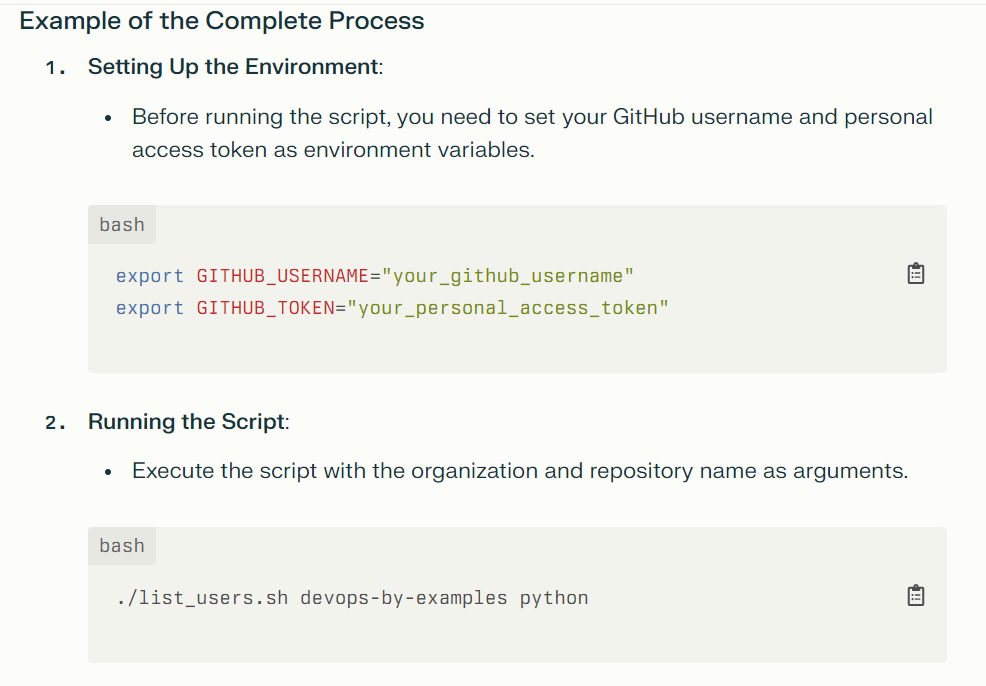 Example of the Complete Process
1. Setting Up the Environment:
• Before running the script, you need to set your GitHub username and personal
access token as environment variables.
bash
export GITHUB_USERNAME="your_github_username"
export GITHUB_TOKEN="your_personal_access_token"
2. Running the Script:
• Execute the script with the organization and repository name as arguments.
bash
./list_users.sh devops-by-examples python